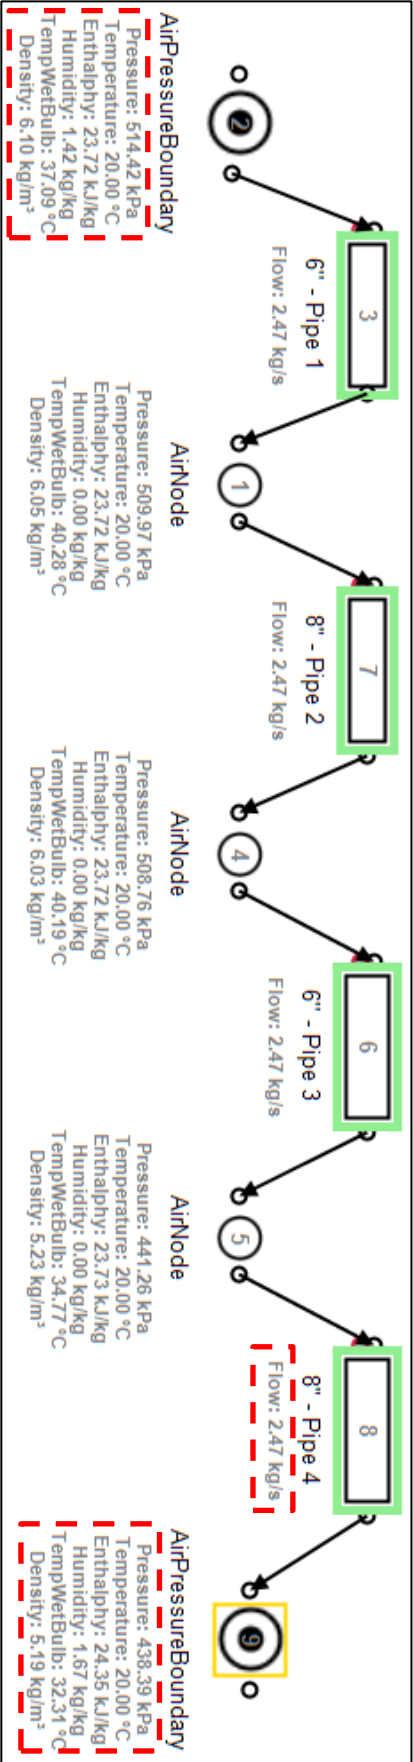 2
3
6'' - Pipe 1
Flow: 2.47 kg/s
1
7
8" - Pipe 2
Flow: 2.47 kg/s
4
6
6'' - Pipe 3
Flow: 2.47 kg/s
5
8
8" - Pipe 4
Flow: 2.47 kg/s
9
AirPressureBoundary
Pressure: 514.42 kPa
Temperature: 20.00 °C
Enthalphy: 23.72 kJ/kg
Humidity: 1.42 kg/kg
TempWetBulb: 37.09 °C
Density: 6.10 kg/m³
AirNode
Pressure: 509.97 kPa
Temperature: 20.00 °C
Enthalphy: 23.72 kJ/kg
Humidity: 0.00 kg/kg
TempWetBulb: 40.28 °C
Density: 6.05 kg/m³
AirNode
Pressure: 508.76 kPa
Temperature: 20.00 °C
Enthalphy: 23.72 kJ/kg
Humidity: 0.00 kg/kg
TempWetBulb: 40.19 °C
Density: 6.03 kg/m³
AirNode
Pressure: 441.26 kPa
Temperature: 20.00 °C
Enthalphy: 23.73 kJ/kg
Humidity: 0.00 kg/kg
TempWetBulb: 34.77 °C
Density: 5.23 kg/m³
AirPressureBoundary
Pressure: 438.39 kPa
Temperature: 20.00 °C
Enthalphy: 24.35 kJ/kg
Humidity: 1.67 kg/kg
TempWetBulb: 32.31 °C
Density: 5.19 kg/m³